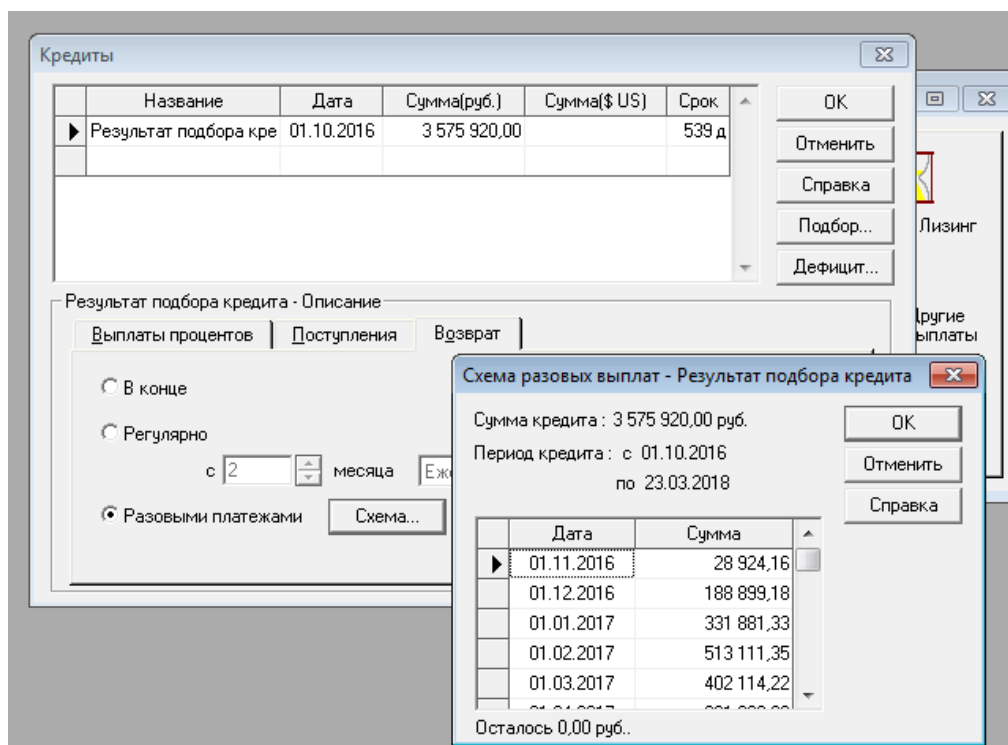 Кредиты
Название Дата Сумма(руб.) Сумма($ US) Срок
Результат подбора кре 01.10.2016 3 575 920,00 539 д
OK
Отменить
Справка
Подбор...
Дефицит...
Лизинг
Результат подбора кредита - Описание
Выплаты процентов Поступления Возврат
В конце
Регулярно
с 2 месяца
Разовыми платежами Схема...
Схема разовых выплат - Результат подбора кредита
Сумма кредита : 3 575 920,00 руб.
Период кредита : с 01.10.2016
по 23.03.2018
OK
Отменить
Справка
Дата Сумма
01.11.2016 28 924,16
01.12.2016 188 899,18
01.01.2017 331 881,33
01.02.2017 513 111,35
01.03.2017 402 114,22
Осталось 0,00 руб..